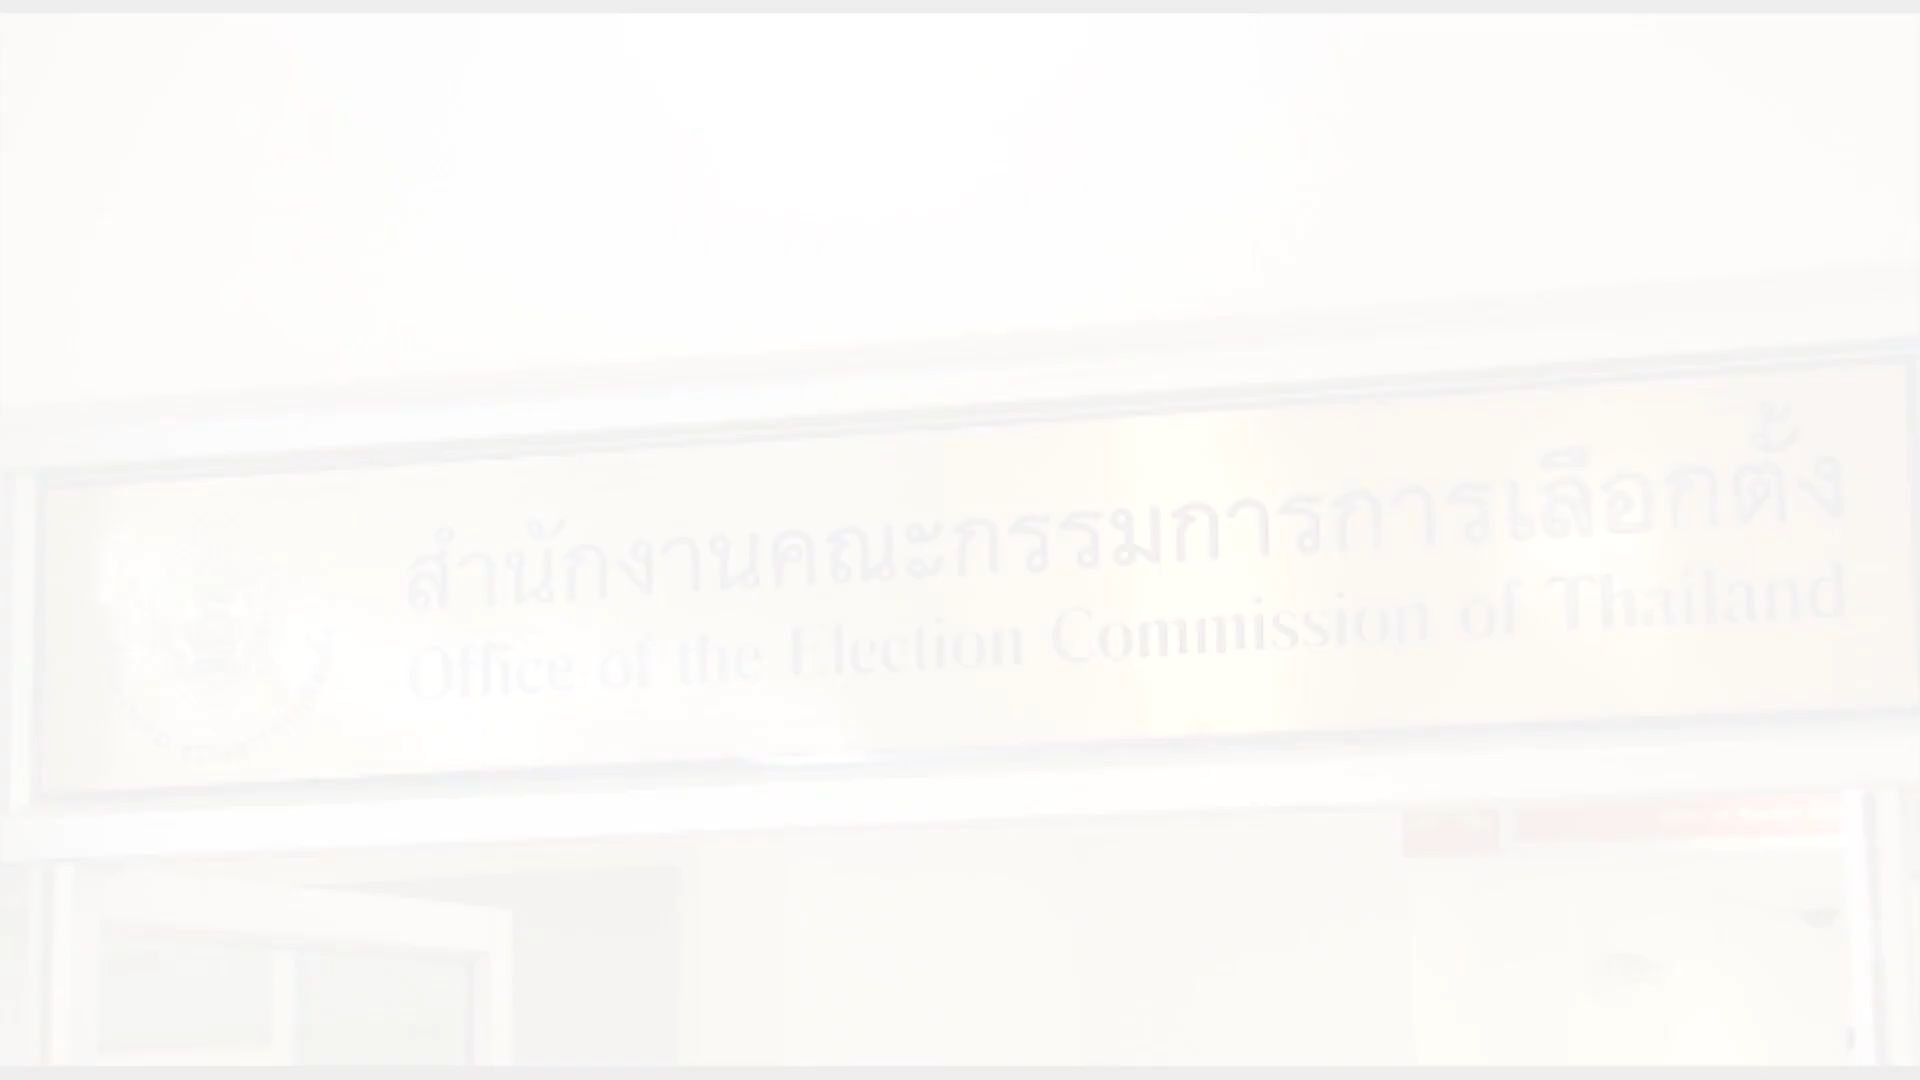 สำนักงานคณะกรรมการการเลือกตั้ง
Office of the Election Commission of Thailand